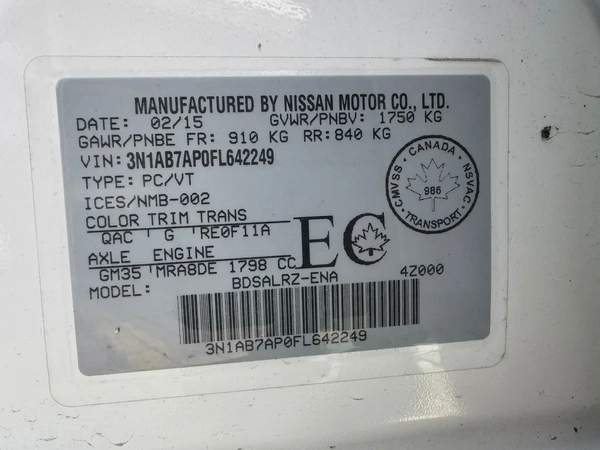 MANUFACTURED BY NISSAN MOTOR CO., LTD.
DATE: 02/15 GVWR/PNBV: 1750 KG
GAWR/PNBE FR: 910 KG RR: 840 KG
VIN: 3N1AB7AP0FL642249
TYPE: PC/VT
ICES/NMB-002
COLOR TRIM TRANS
QAC G RE0F11A
AXLE ENGINE
GM35 MRA8DE 1798 CC
MODEL: BDSALRZ-ENA 4Z000
3N1AB7AP0FL642249
EC
CANADA
CMVSS
NSVAC
986
TRANSPORT